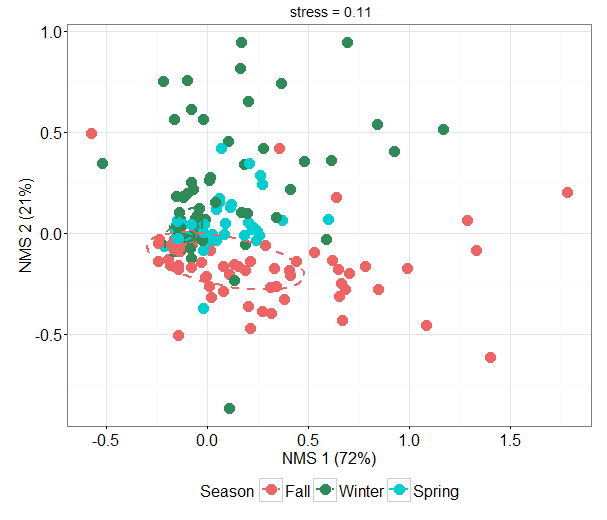 stress = 0.11
1.0
0.5
0.0
-0.5
NMS 2 (21%)
-0.5 0.0 0.5 1.0 1.5
NMS 1 (72%)
Season Fall Winter Spring